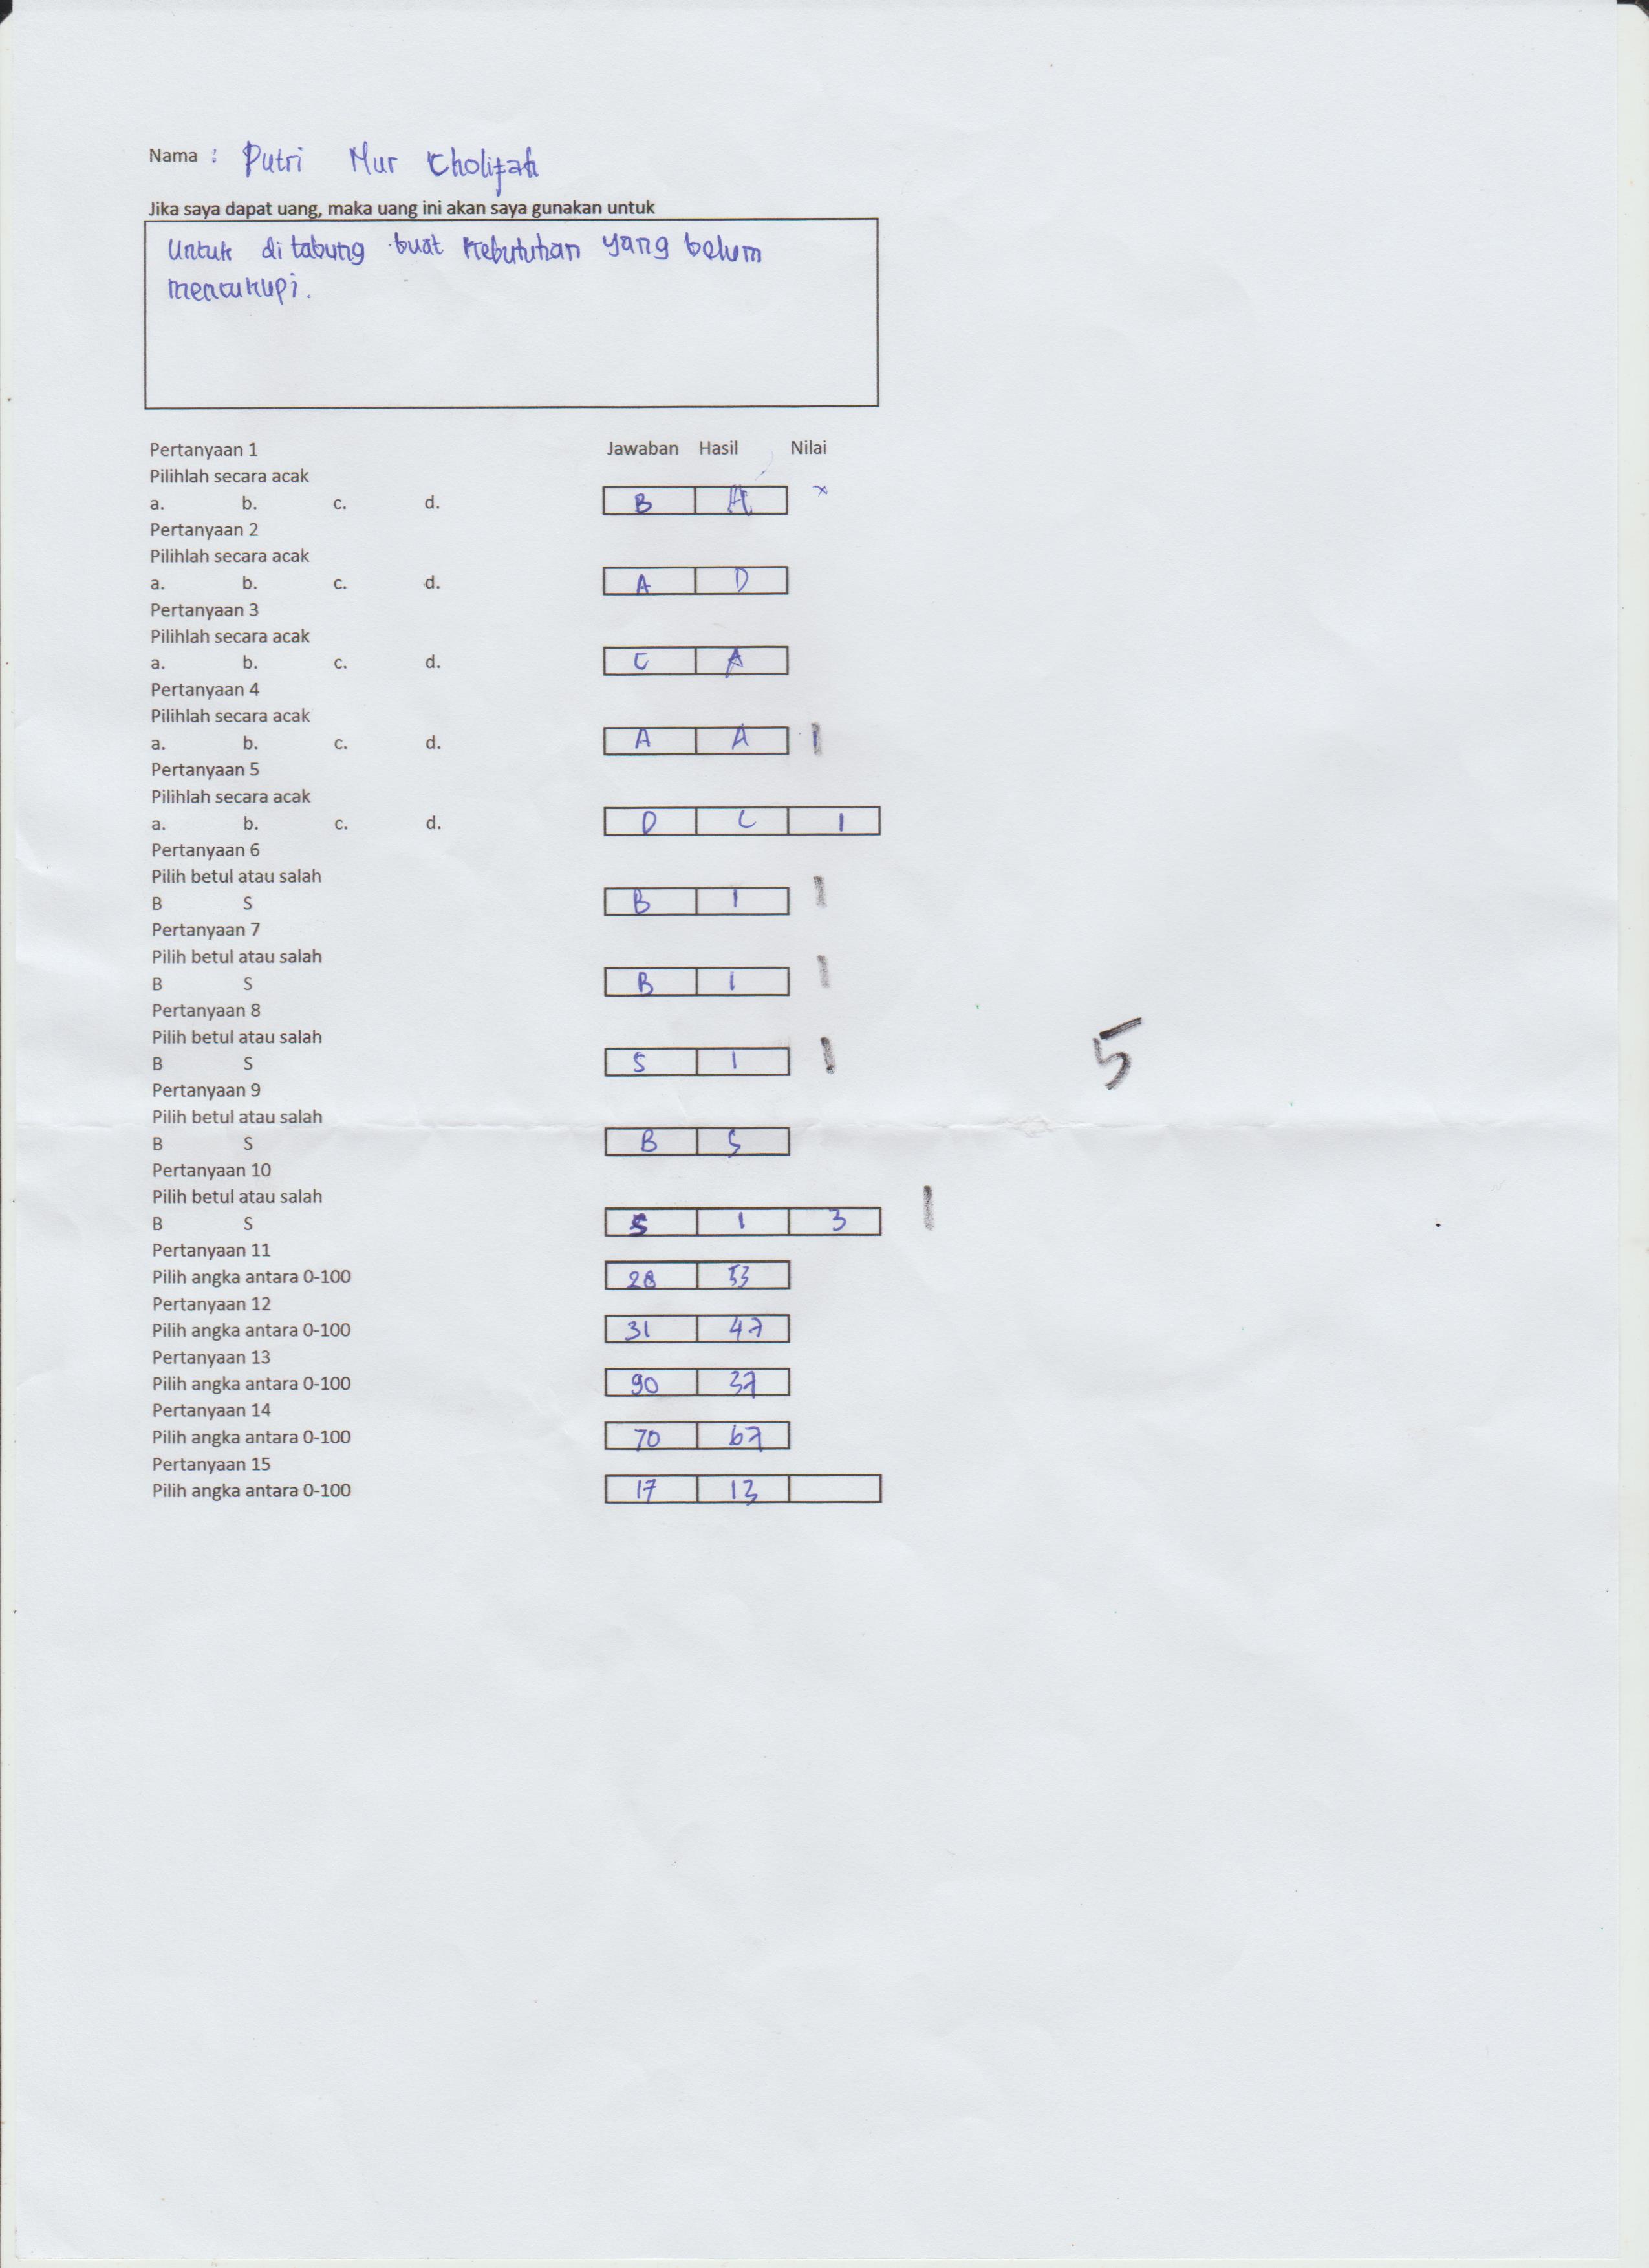 Nama : Putri Nur Cholifah
Jika saya dapat uang, maka uang ini akan saya gunakan untuk
Untuk di tabung buat Kebutuhan yang belum
mencukupi.
Pertanyaan 1 Jawaban Hasil Nilai
Pilihlah secara acak
a. b. c. d. B A x
Pertanyaan 2
Pilihlah secara acak
a. b. c. d. A D
Pertanyaan 3
Pilihlah secara acak
a. b. c. d. C A
Pertanyaan 4
Pilihlah secara acak
a. b. c. d. A A 1
Pertanyaan 5
Pilihlah secara acak
a. b. c. d. D C 1
Pertanyaan 6
Pilih betul atau salah
B S B 1 1
Pertanyaan 7
Pilih betul atau salah
B S B 1 1
Pertanyaan 8
Pilih betul atau salah
B S S 1 1
5
Pertanyaan 9
Pilih betul atau salah
B S B S
Pertanyaan 10
Pilih betul atau salah
B S S 1 3 1
Pertanyaan 11
Pilih angka antara 0-100 28 53
Pertanyaan 12
Pilih angka antara 0-100 31 47
Pertanyaan 13
Pilih angka antara 0-100 90 37
Pertanyaan 14
Pilih angka antara 0-100 70 67
Pertanyaan 15
Pilih angka antara 0-100 17 13